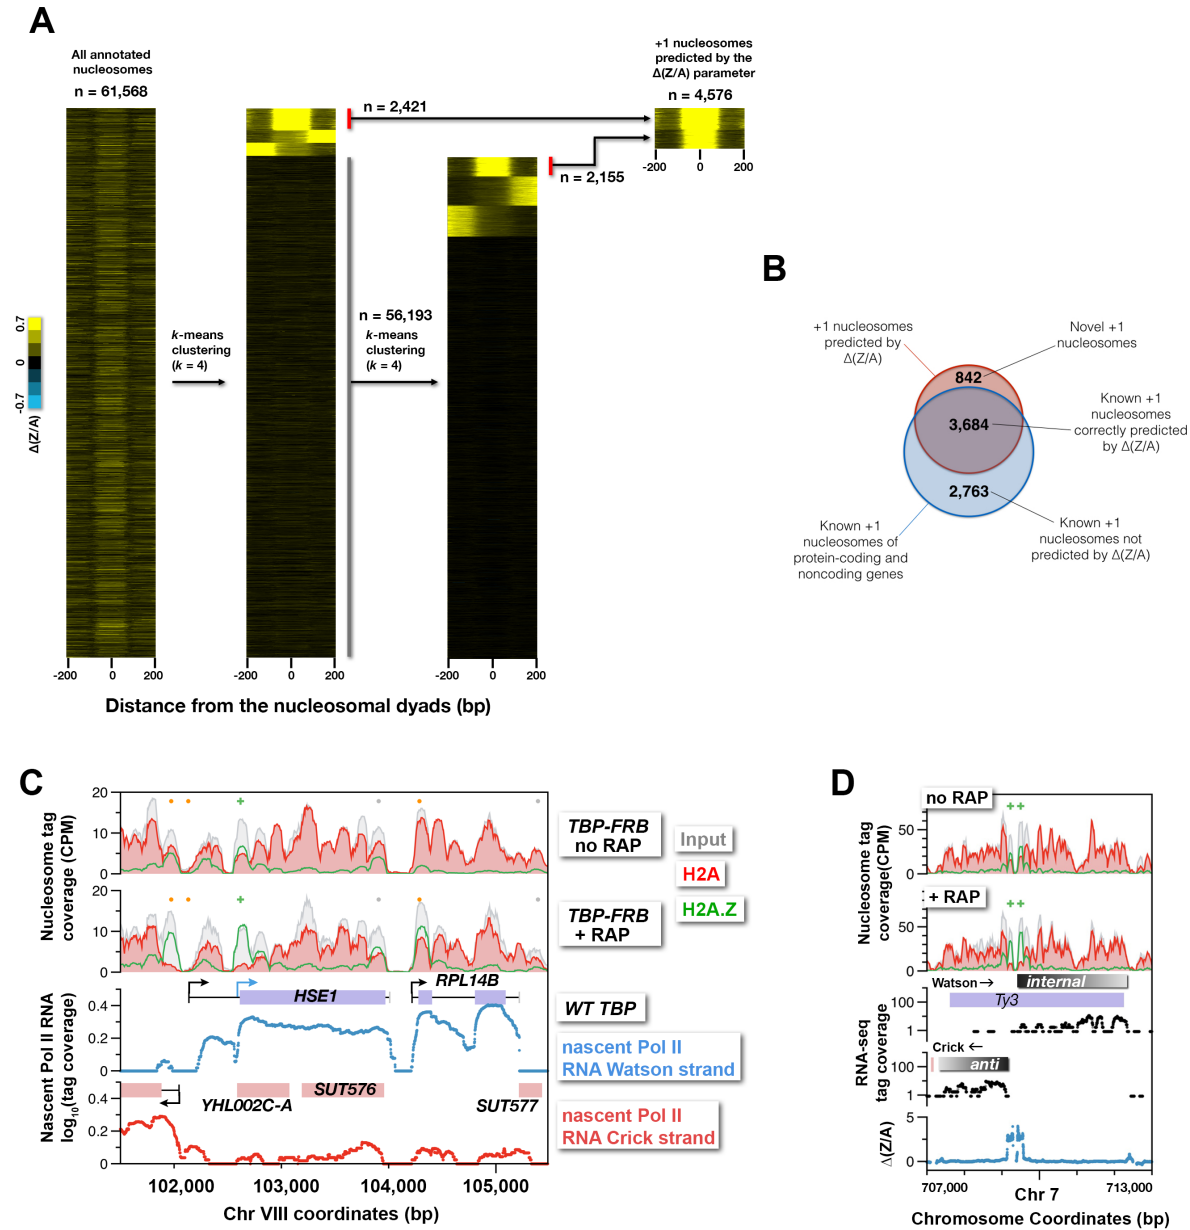 A
All annotated
nucleosomes
n = 61,568
+1 nucleosomes
predicted by the
Δ(Z/A) parameter
n = 4,576
n = 2,421
n = 2,155
-200 0 200
0.7
0
-0.7
Δ(Z/A)
k-means
clustering
(k = 4)
n = 56,193
k-means
clustering
(k = 4)
-200 0 200
-200 0 200
-200 0 200
Distance from the nucleosomal dyads (bp)
B
+1 nucleosomes
predicted by
Δ(Z/A)
Novel +1
nucleosomes
842
Known +1
nucleosomes
correctly predicted
by Δ(Z/A)
3,684
2,763
Known +1
nucleosomes of
protein-coding and
noncoding genes
Known +1
nucleosomes not
predicted by Δ(Z/A)
C
Nucleosome tag
coverage (CPM)
20
10
0
TBP-FRB
no RAP
Input
H2A
H2A.Z
Nucleosome tag
coverage (CPM)
20
10
0
TBP-FRB
+ RAP
Nascent Pol II RNA
log10(tag coverage)
0.4
0.2
0
HSE1
RPL14B
WT TBP
nascent Pol II
RNA Watson strand
0.4
0.2
0
YHL002C-A
SUT576
SUT577
nascent Pol II
RNA Crick strand
102,000 103,000 104,000 105,000
Chr VIII coordinates (bp)
D
no RAP
Nucleosome tag
coverage(CPM)
50
0
+ RAP
Nucleosome tag
coverage(CPM)
50
0
Watson →
internal
Ty3
RNA-seq
tag coverage
100
1
Crick ←
anti
100
1
Δ(Z/A)
4
0
707,000 Chr 7 713,000
Chromosome Coordinates (bp)